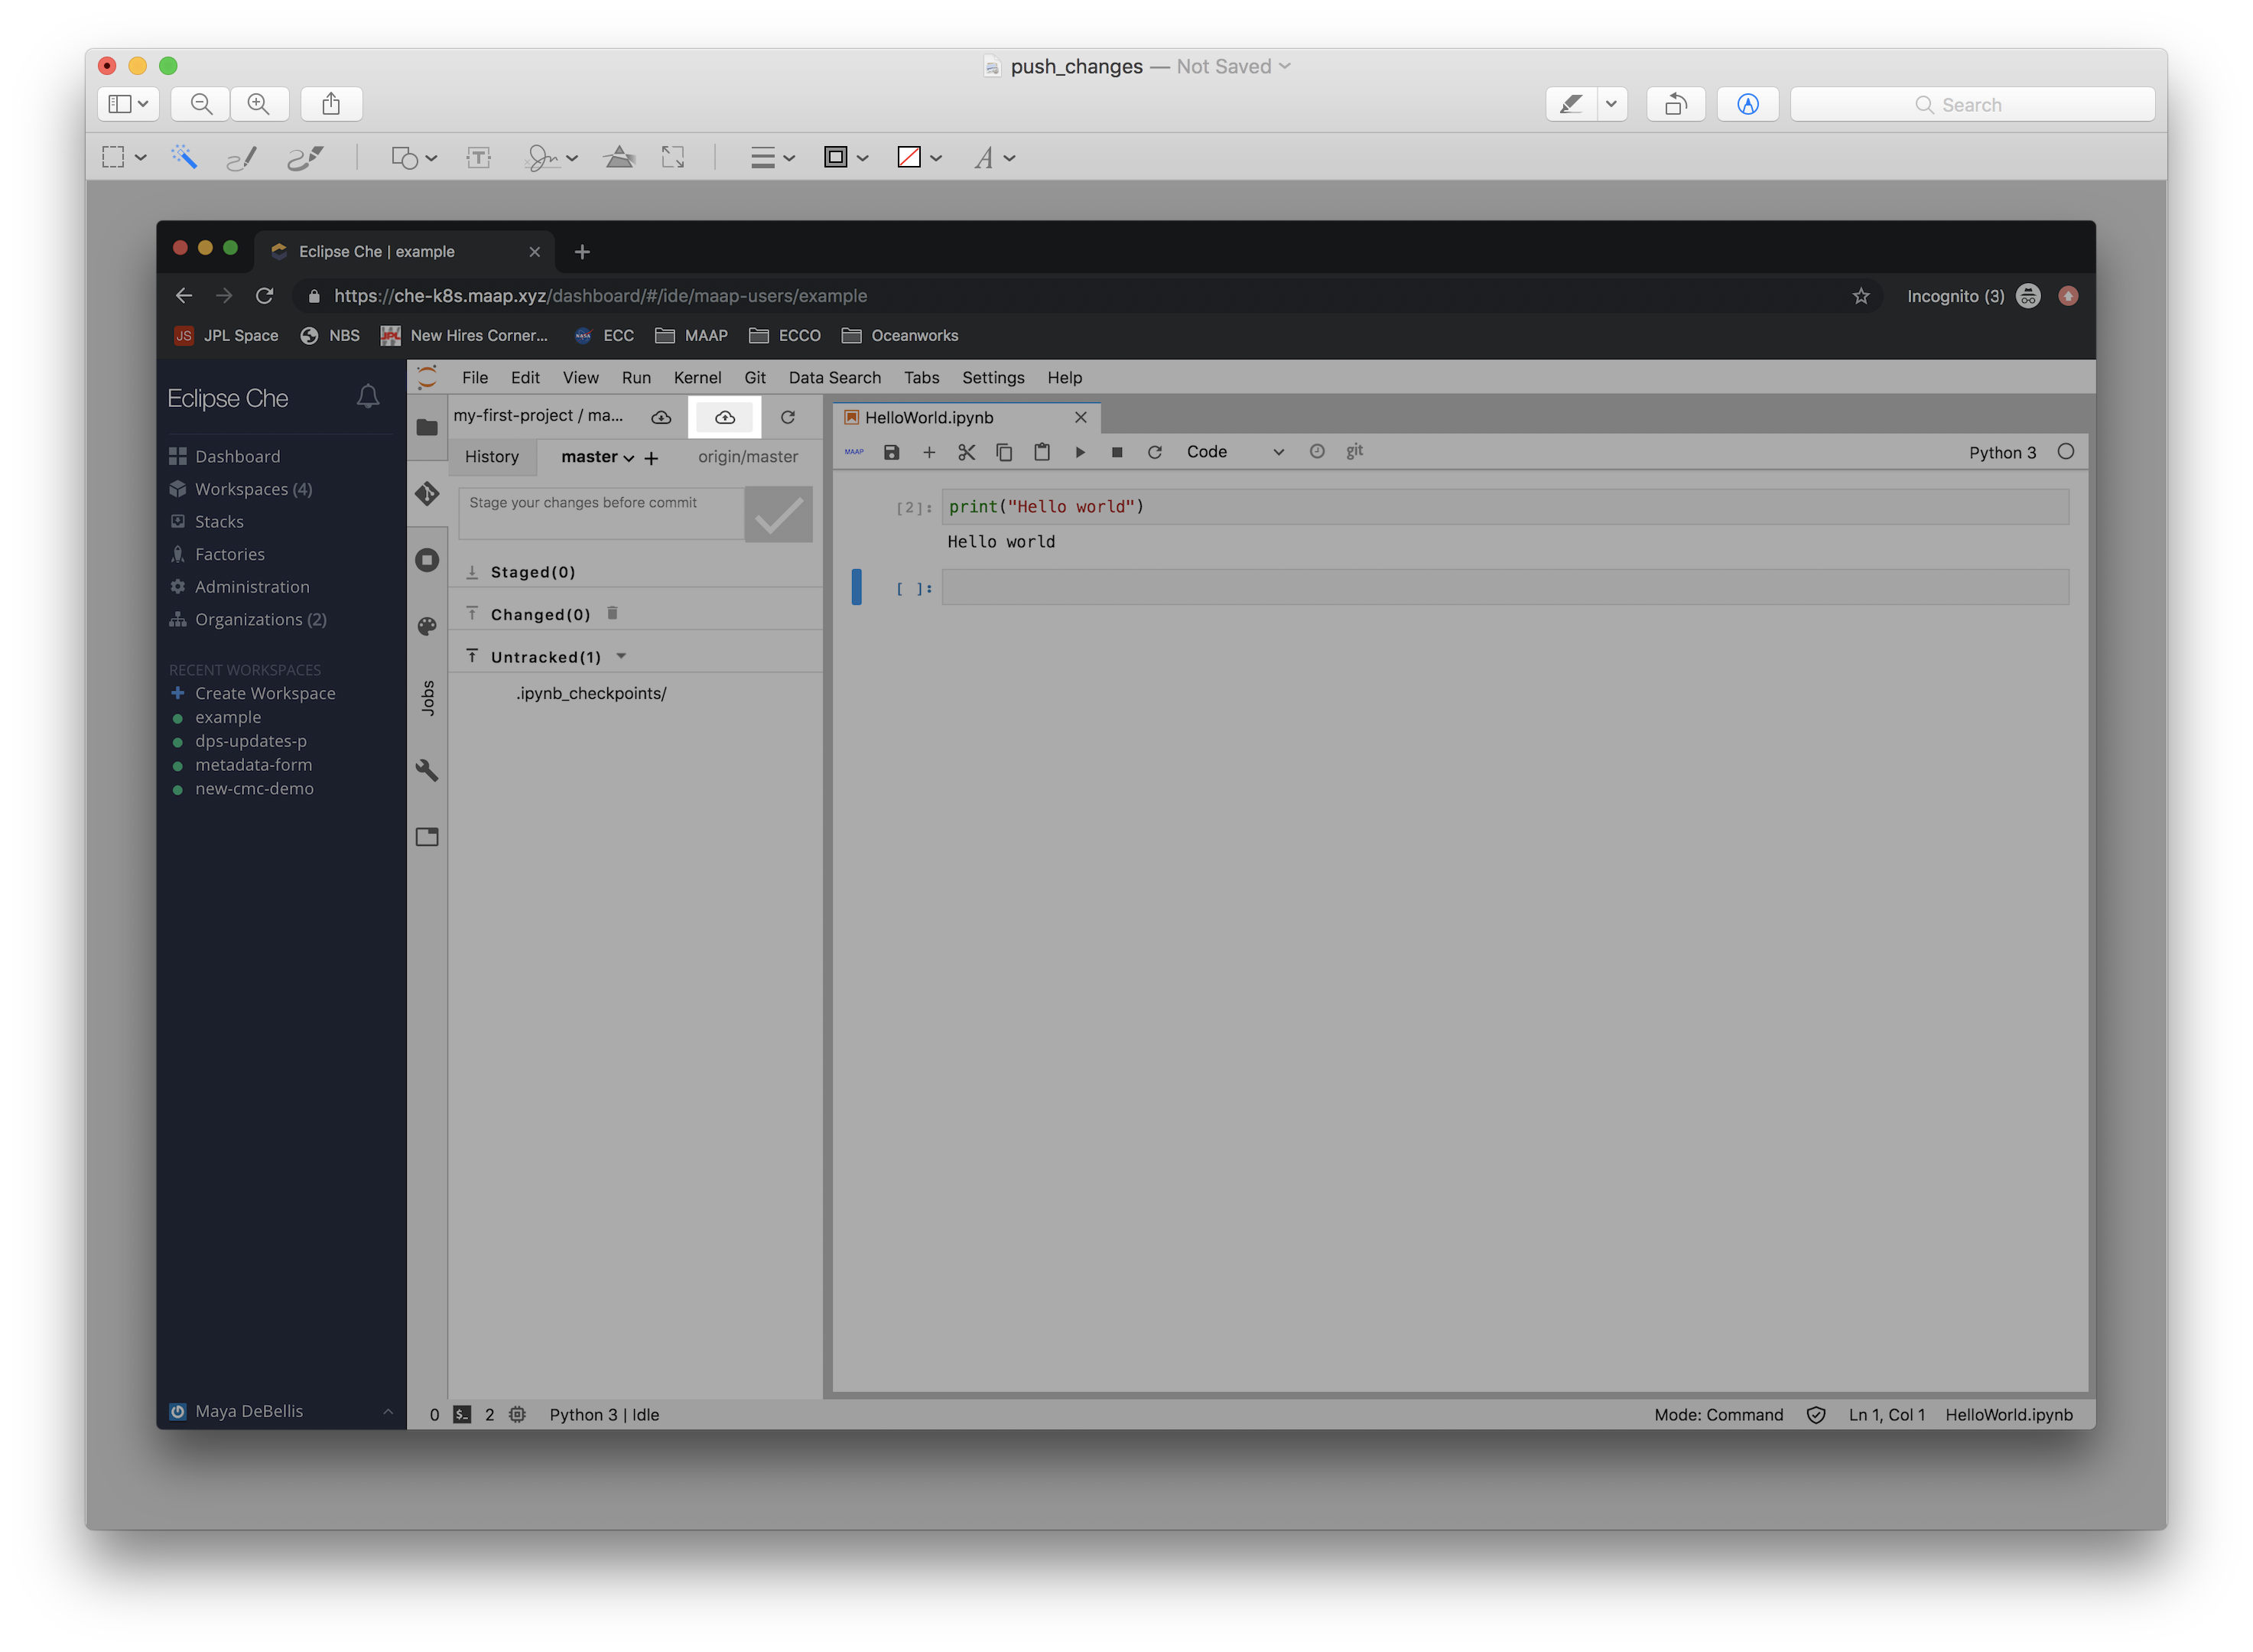 push_changes — Not Saved
Search
Eclipse Che | example
https://che-k8s.maap.xyz/dashboard/#/ide/maap-users/example
Incognito (3)
JS JPL Space NBS JPL New Hires Corner... NASA ECC MAAP ECCO Oceanworks
Eclipse Che
Dashboard
Workspaces (4)
Stacks
Factories
Administration
Organizations (2)
RECENT WORKSPACES
Create Workspace
example
dps-updates-p
metadata-form
new-cmc-demo
Maya DeBellis
File Edit View Run Kernel Git Data Search Tabs Settings Help
Jobs
my-first-project / ma...
History master + origin/master
Stage your changes before commit
Staged(0)
Changed(0)
Untracked(1)
.ipynb_checkpoints/
HelloWorld.ipynb
MAAP Code git Python 3
[2]: print("Hello world")
Hello world
[ ]:
0 $_ 2 Python 3 | Idle
Mode: Command Ln 1, Col 1 HelloWorld.ipynb